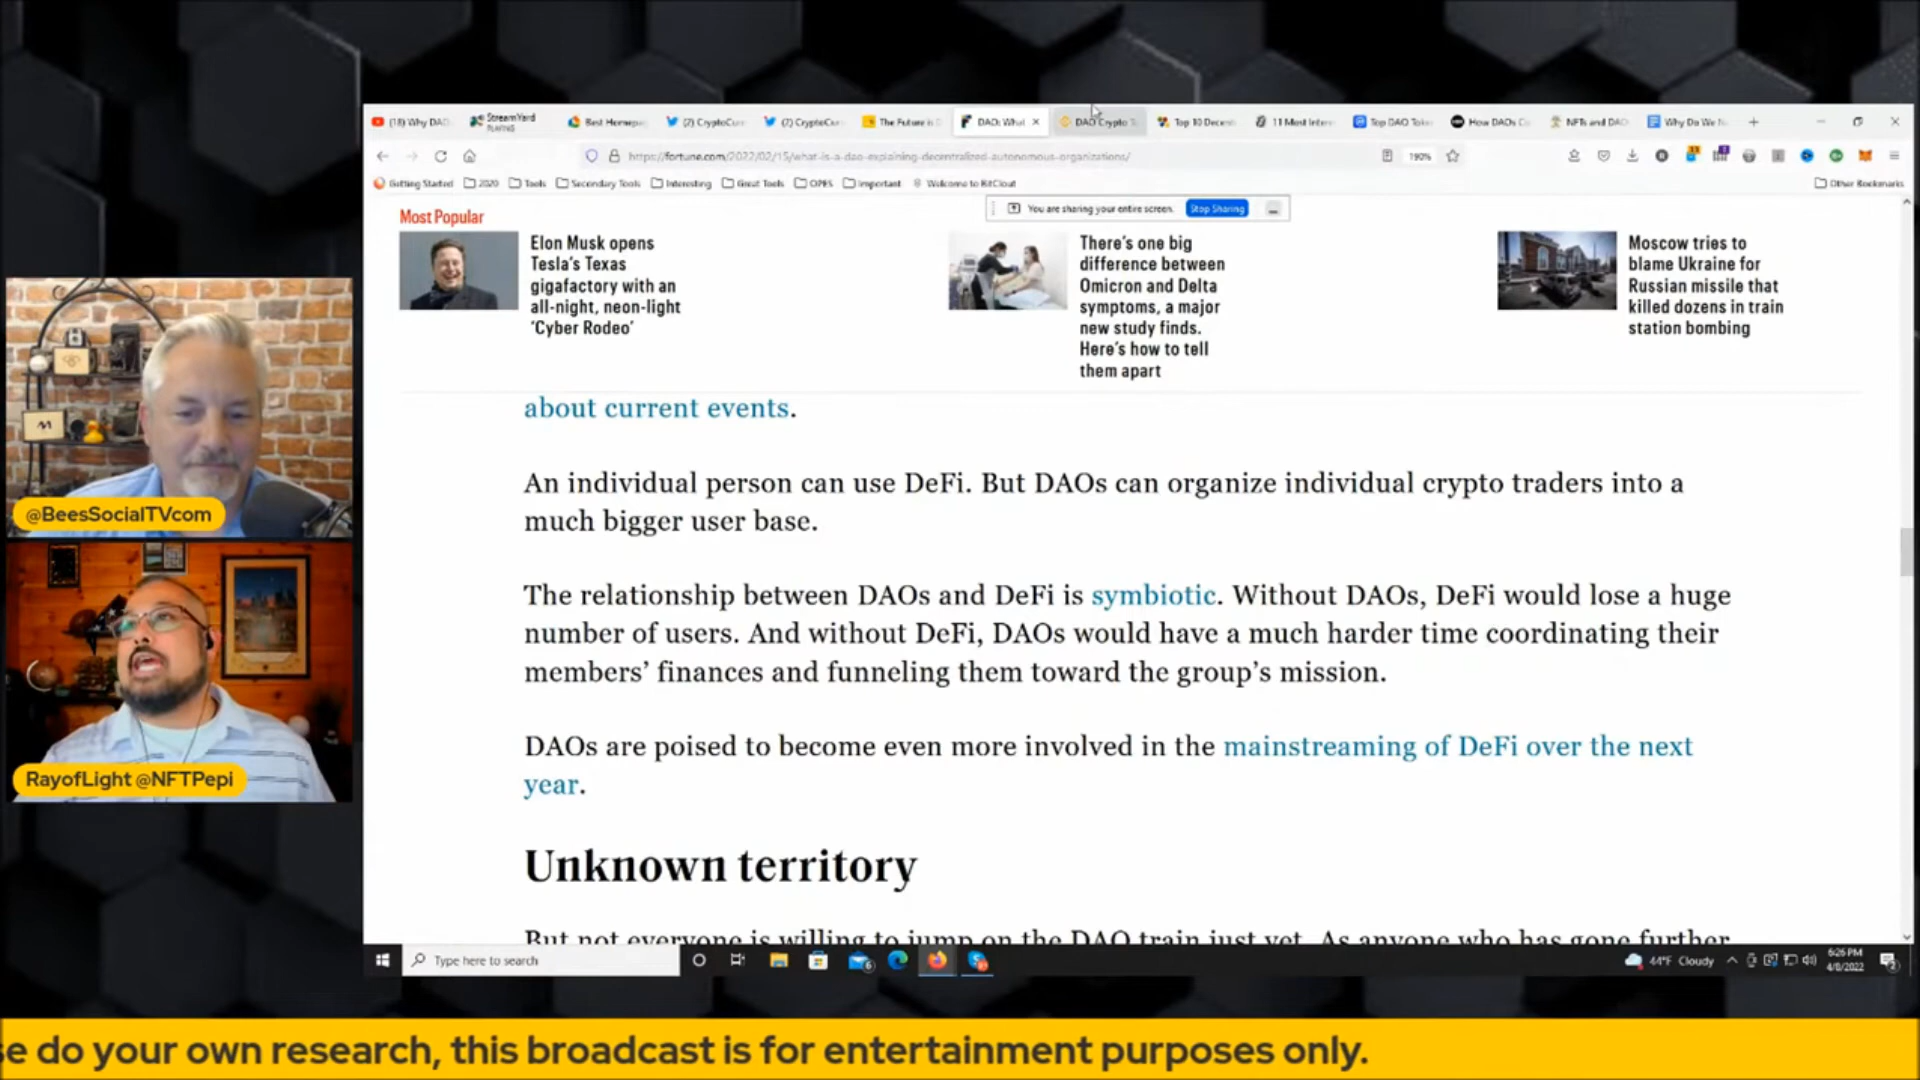 (18) Why DAO
StreamYard
PLAYING
Best Homepag
(2) CryptoCurr
(7) CryptoCurr
The Future is D
DAO: What
DAO Crypto T
Top 10 Decent
11 Most Intere
Top DAO Toke
How DAOs C
NFTs and DAO
Why Do We N
https://fortune.com/2022/02/15/what-is-a-dao-explaining-decentralized-autonomous-organizations/
190%
Getting Started
2020
Tools
Secondary Tools
Interesting
Great Tools
OPES
Important
Welcome to BitClout
Other Bookmarks
You are sharing your entire screen.
Stop Sharing
Most Popular
Elon Musk opens
Tesla's Texas
gigafactory with an
all-night, neon-light
'Cyber Rodeo'
There's one big
difference between
Omicron and Delta
symptoms, a major
new study finds.
Here's how to tell
them apart
Moscow tries to
blame Ukraine for
Russian missile that
killed dozens in train
station bombing
about current events.
An individual person can use DeFi. But DAOs can organize individual crypto traders into a
much bigger user base.
The relationship between DAOs and DeFi is symbiotic. Without DAOs, DeFi would lose a huge
number of users. And without DeFi, DAOs would have a much harder time coordinating their
members' finances and funneling them toward the group's mission.
DAOs are poised to become even more involved in the mainstreaming of DeFi over the next
year.
Unknown territory
But not everyone is willing to jump on the DAO train just yet. As anyone who has gone further
@BeesSocialTVcom
RayofLight @NFTPepi
Type here to search
44°F Cloudy
6:26 PM
4/8/2022
se do your own research, this broadcast is for entertainment purposes only.